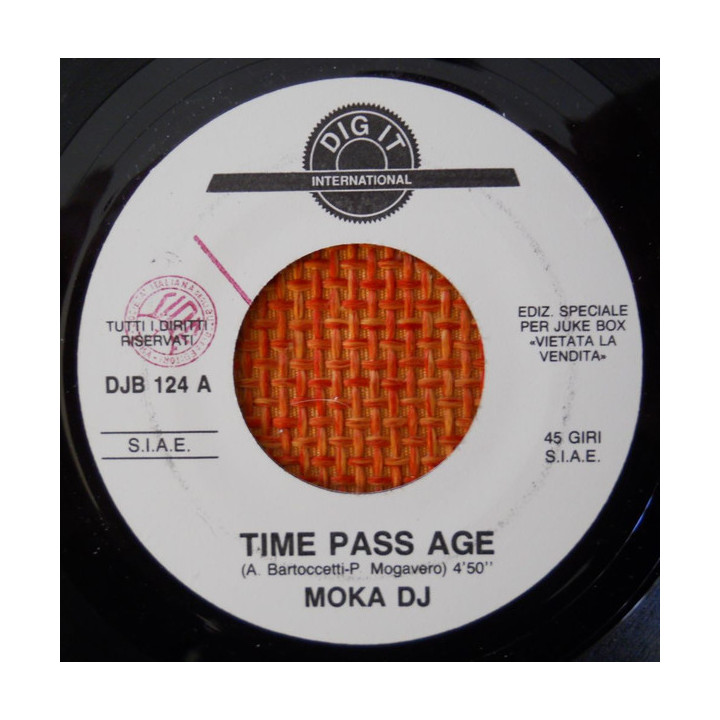 DIG IT
INTERNATIONAL
TUTTI I DIRITTI
RISERVATI
DJB 124 A
S.I.A.E.
EDIZ. SPECIALE
PER JUKE BOX
«VIETATA LA
VENDITA»
45 GIRI
S.I.A.E.
TIME PASS AGE
(A. Bartoccetti-P. Mogavero) 4'50''
MOKA DJ